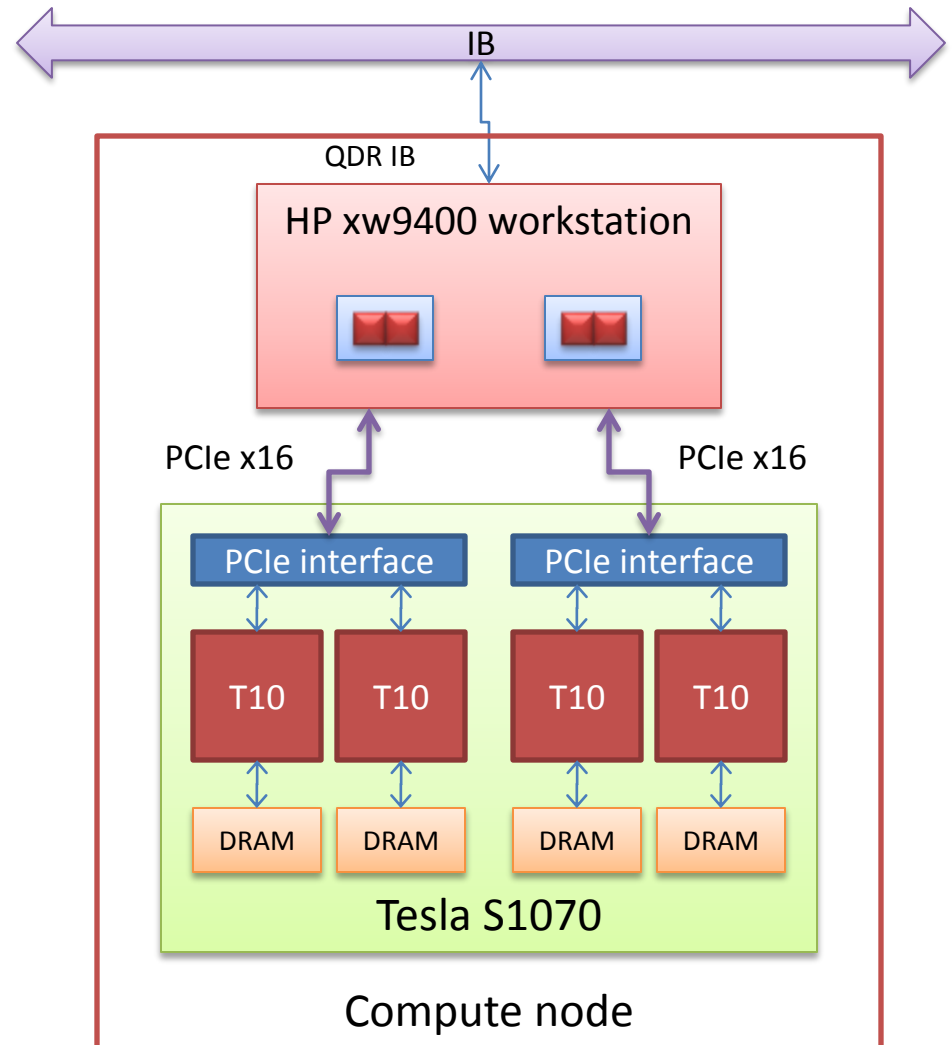 IB
QDR IB
HP xw9400 workstation
PCIe x16 PCIe x16
PCIe interface PCIe interface
T10 T10 T10 T10
DRAM DRAM DRAM DRAM
Tesla S1070
Compute node